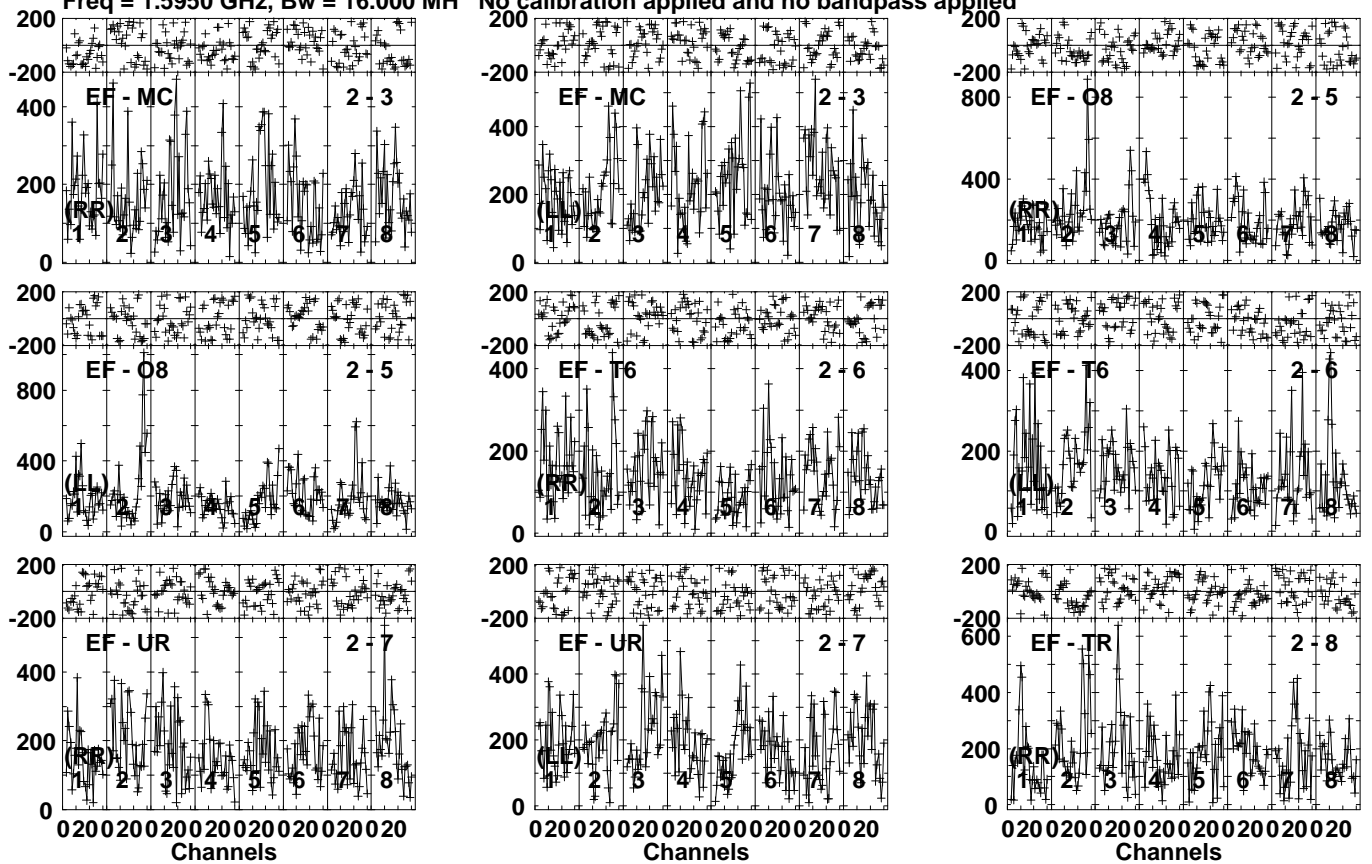 Freq = 1.5950 GHz, Bw = 16.000 MH No calibration applied and no bandpass applied
200 200 200
-200 -200
EF - MC 2 - 3 EF - MC 2 - 3 EF - O8 2 - 5
400 400 800
200 200 400
(RR) (LL) (RR)
1 2 3 4 5 6 7 8 1 2 3 4 5 6 7 8 1 2 3 4 5 6 7 8
0 0 0
200 200 200
-200 -200
EF - O8 2 - 5 EF - T6 2 - 6 EF - T6 2 - 6
800 400 400
400 200 200
(LL) (RR) (LL)
1 2 3 4 5 6 7 8 1 2 3 4 5 6 7 8 1 2 3 4 5 6 7 8
0 0 0
200 200 200
-200 -200
EF - UR 2 - 7 EF - UR 2 - 7 EF - TR 2 - 8
400 400 600
200 200 400
(RR) (LL) 200 (RR)
1 2 3 4 5 6 7 8 1 2 3 4 5 6 7 8 1 2 3 4 5 6 7 8
0 0 0
0 20 0 20 0 20 0 20 0 20 0 20 0 20 0 20 0 20 0 20 0 20 0 20 0 20 0 20 0 20 0 20 0 20 0 20 0 20 0 20 0 20 0 20 0 20 0 20
Channels Channels Channels